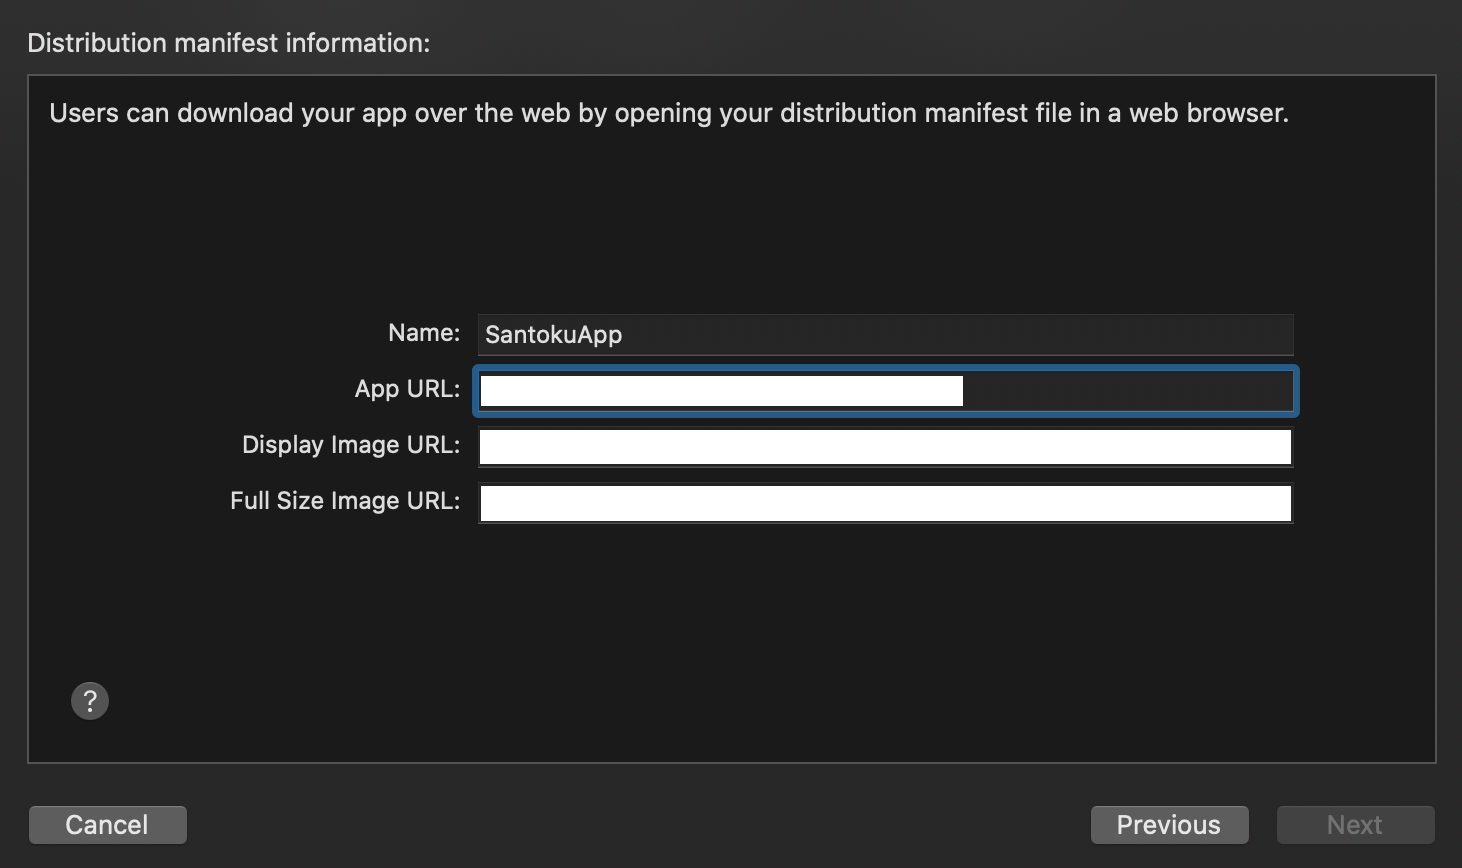 Distribution manifest information:
Users can download your app over the web by opening your distribution manifest file in a web browser.
Name: SantokuApp
App URL:
Display Image URL:
Full Size Image URL:
?
Cancel Previous Next